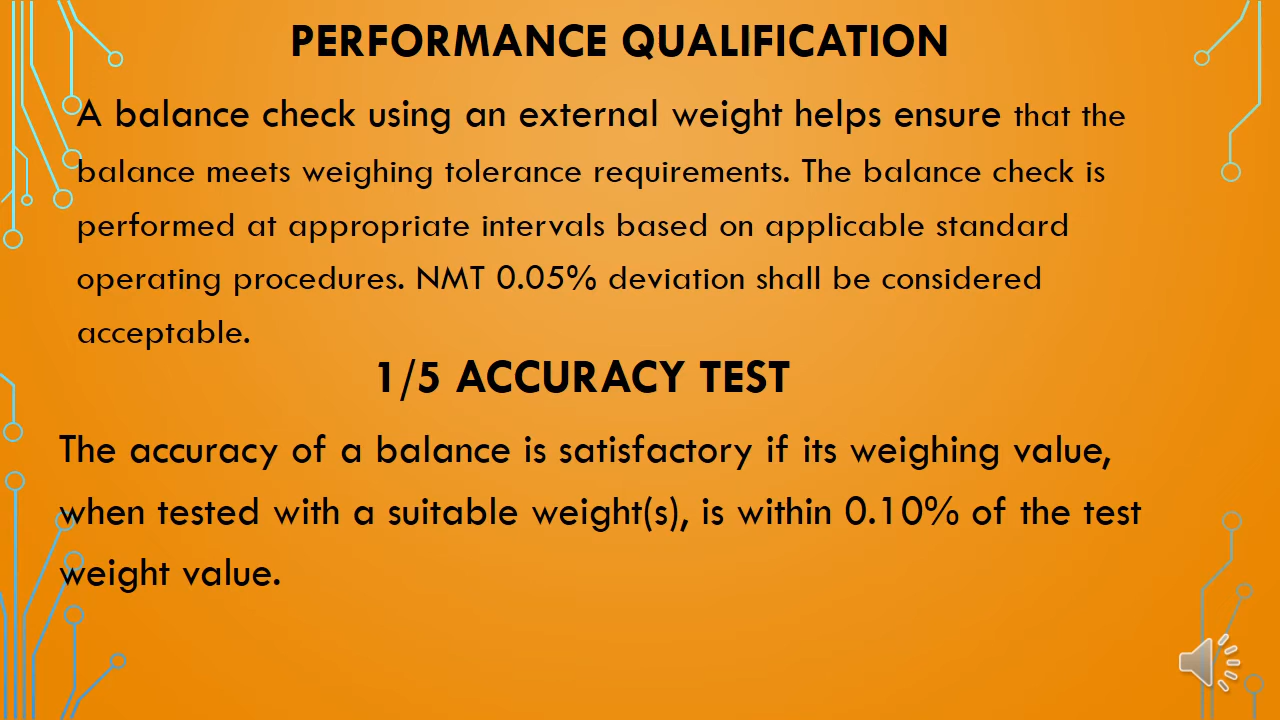 PERFORMANCE QUALIFICATION
A balance check using an external weight helps ensure that the
balance meets weighing tolerance requirements. The balance check is
performed at appropriate intervals based on applicable standard
operating procedures. NMT 0.05% deviation shall be considered
acceptable.
1/5 ACCURACY TEST
The accuracy of a balance is satisfactory if its weighing value,
when tested with a suitable weight(s), is within 0.10% of the test
weight value.